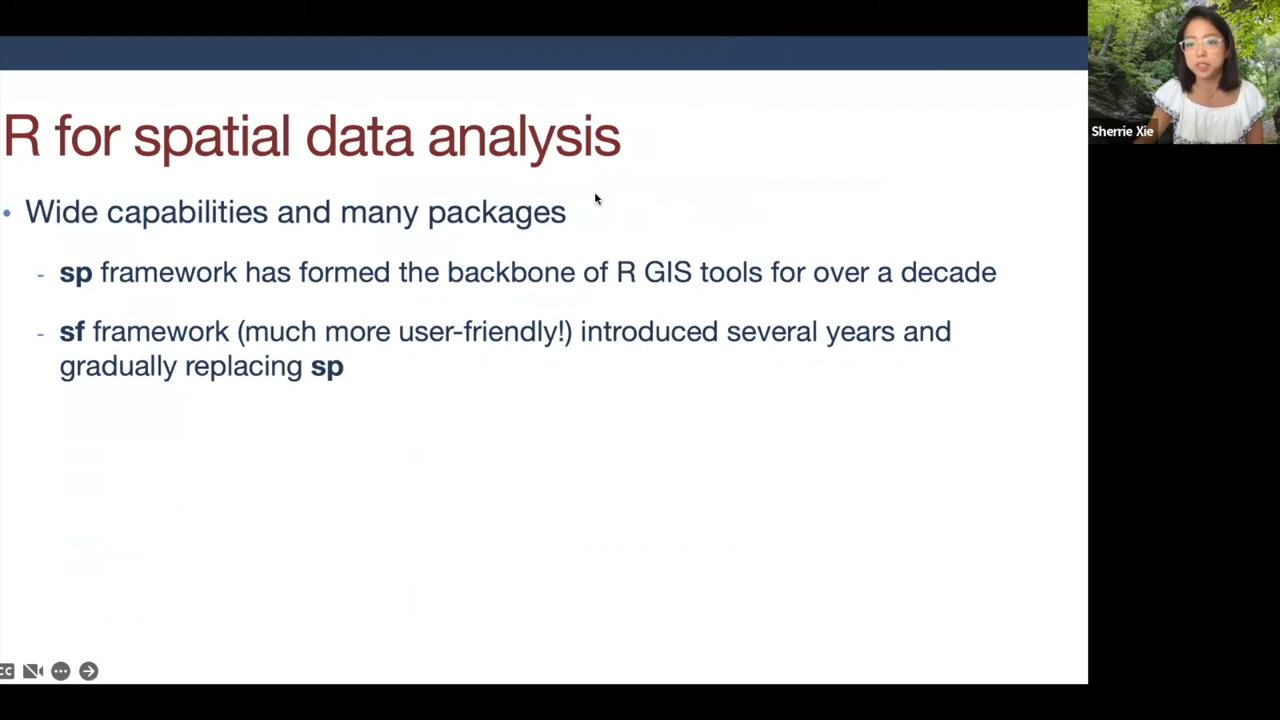 R for spatial data analysis
• Wide capabilities and many packages
- sp framework has formed the backbone of R GIS tools for over a decade
- sf framework (much more user-friendly!) introduced several years and
gradually replacing sp
Sherrie Xie
CC